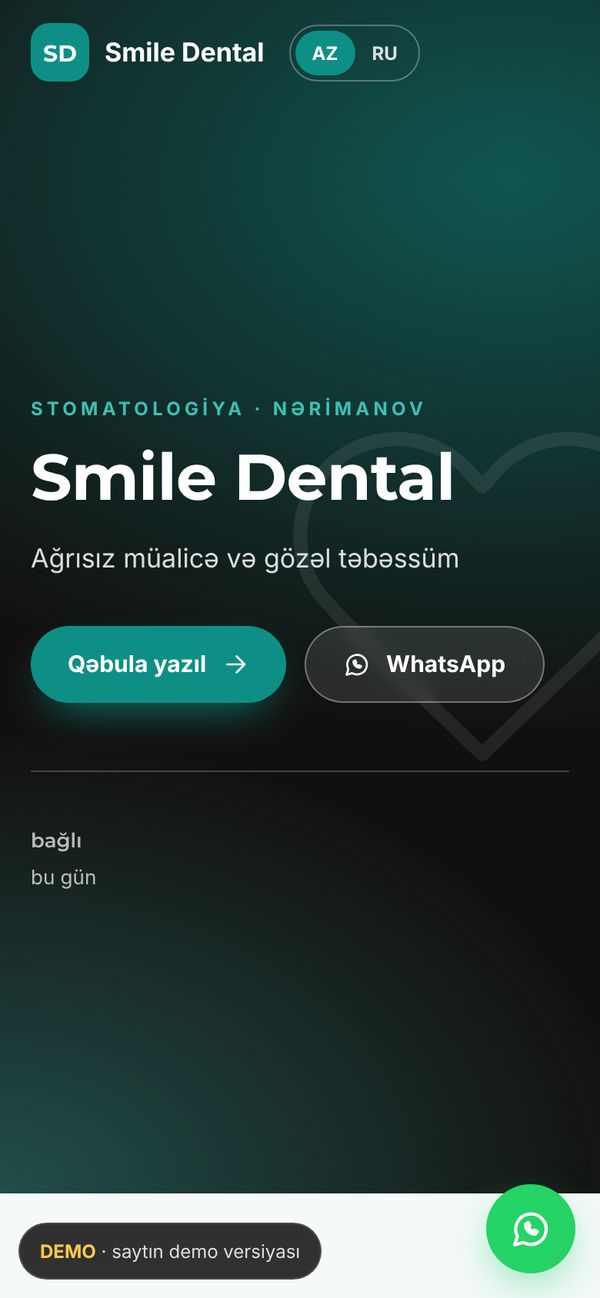 SD Smile Dental AZ RU
STOMATOLOGİYA · NƏRİMANOV
Smile Dental
Ağrısız müalicə və gözəl təbəssüm
Qəbula yazıl → WhatsApp
bağlı
bu gün
DEMO · saytın demo versiyası